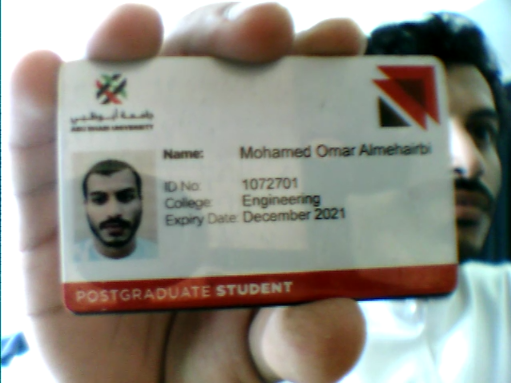 جامعة أبوظبي
ABU DHABI UNIVERSITY
Name: Mohamed Omar Almehairbi
ID No: 1072701
College: Engineering
Expiry Date: December 2021
POSTGRADUATE STUDENT